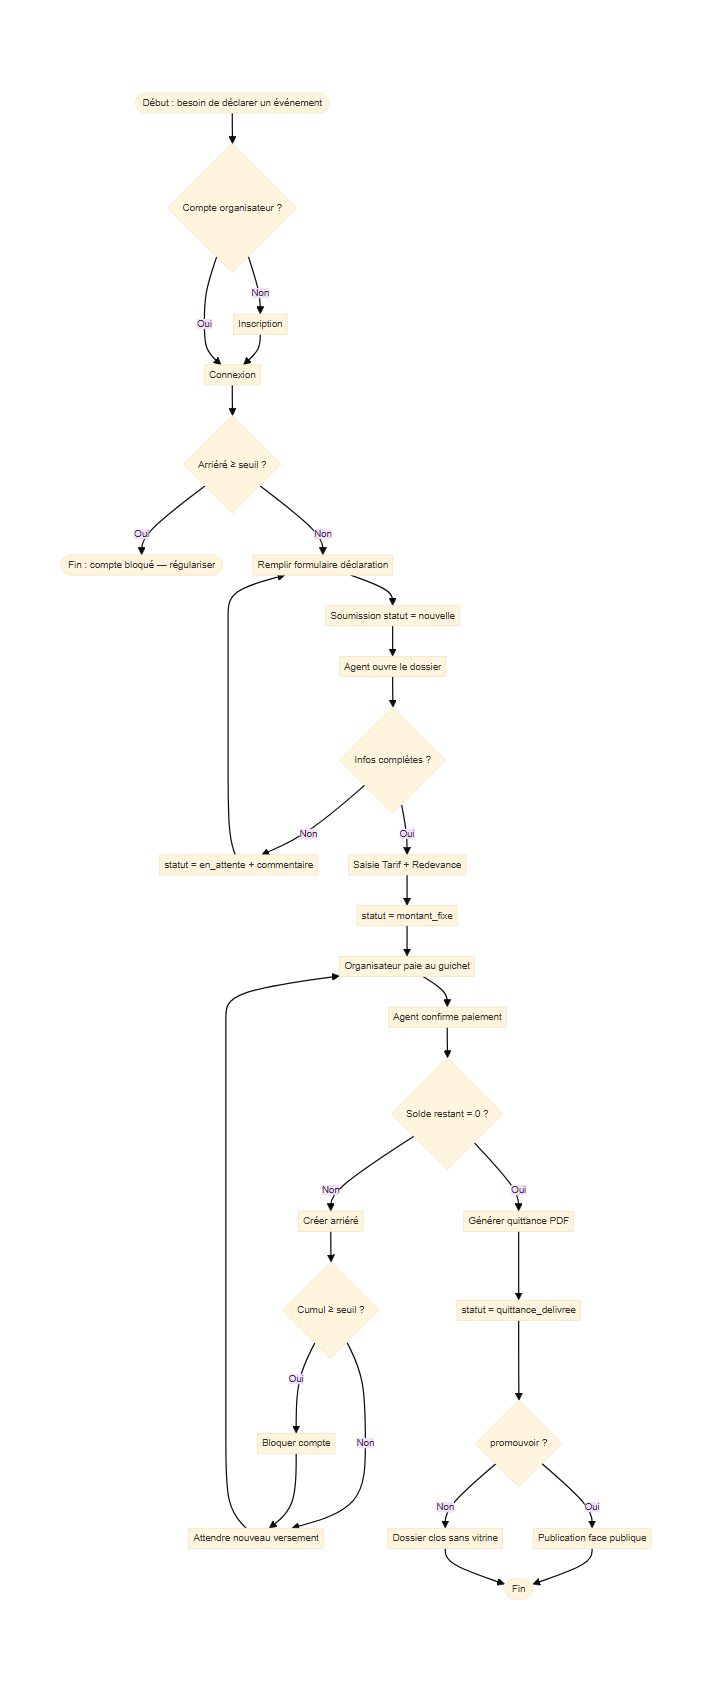 Début : besoin de déclarer un événement
Compte organisateur ?
Non
Oui
Inscription
Connexion
Arriéré ≥ seuil ?
Oui
Non
Fin : compte bloqué — régulariser
Remplir formulaire déclaration
Soumission statut = nouvelle
Agent ouvre le dossier
Infos complètes ?
Non
Oui
statut = en_attente + commentaire
Saisie Tarif + Redevance
statut = montant_fixe
Organisateur paie au guichet
Agent confirme paiement
Solde restant = 0 ?
Non
Oui
Créer arriéré
Générer quittance PDF
Cumul ≥ seuil ?
statut = quittance_delivree
Oui
Bloquer compte
Non
promouvoir ?
Non
Oui
Attendre nouveau versement
Dossier clos sans vitrine
Publication face publique
Fin